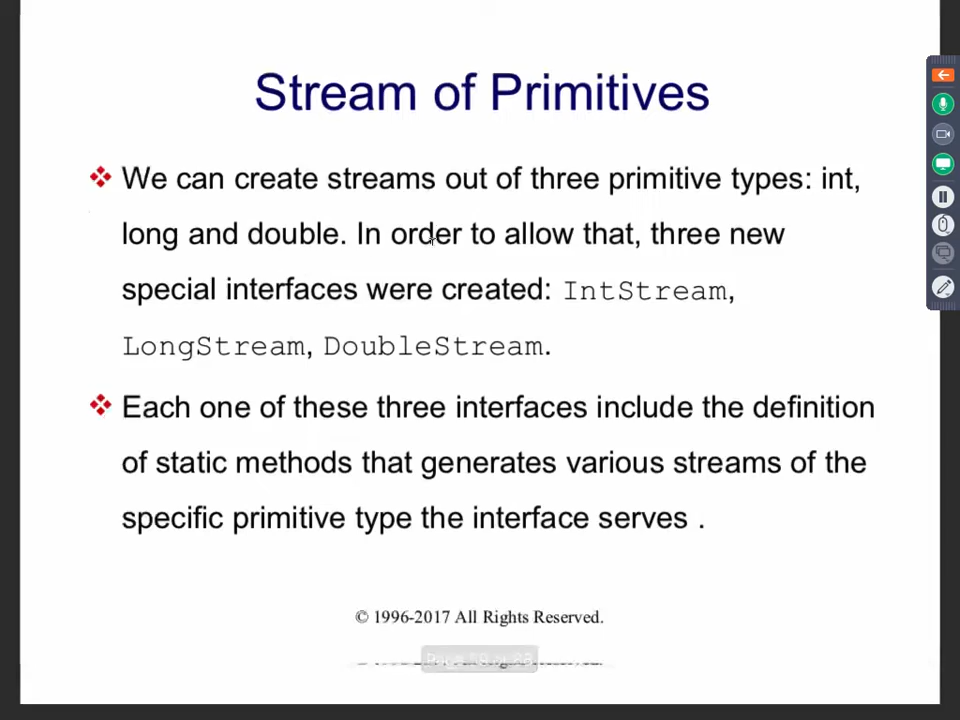 Stream of Primitives
We can create streams out of three primitive types: int,
long and double. In order to allow that, three new
special interfaces were created: IntStream,
LongStream, DoubleStream.
Each one of these three interfaces include the definition
of static methods that generates various streams of the
specific primitive type the interface serves .
© 1996-2017 All Rights Reserved.